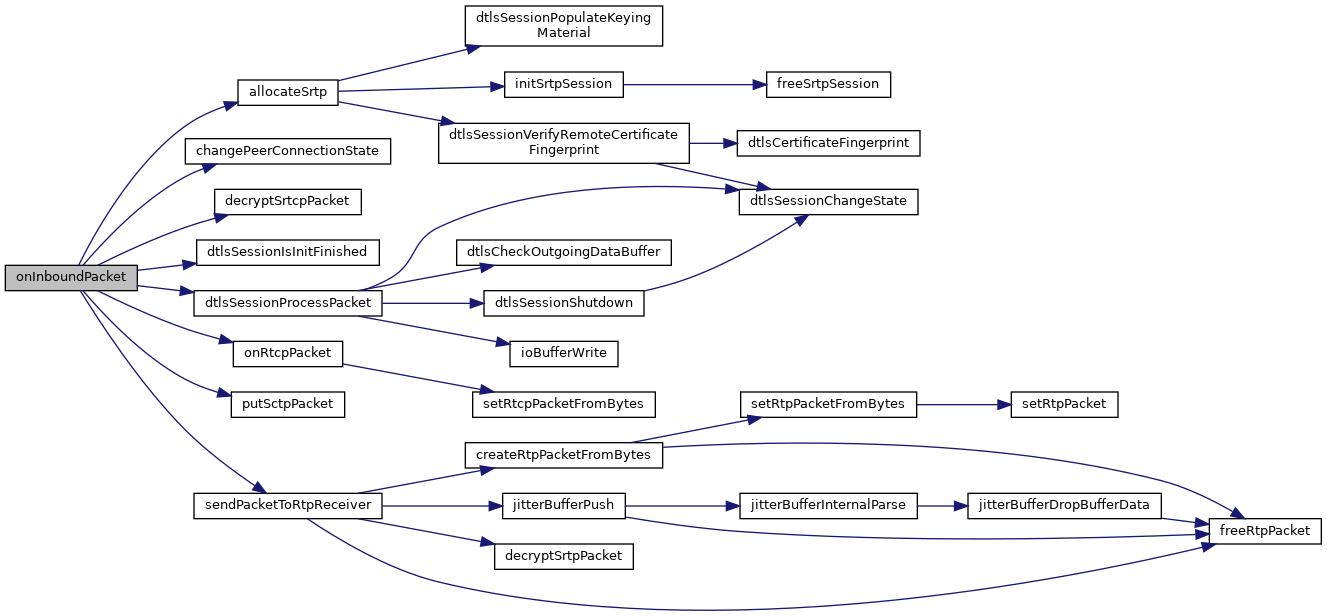 dtlsSessionPopulateKeying
Material
allocateSrtp
initSrtpSession
freeSrtpSession
dtlsSessionVerifyRemoteCertificate
Fingerprint
dtlsCertificateFingerprint
changePeerConnectionState
decryptSrtcpPacket
dtlsSessionChangeState
dtlsSessionIsInitFinished
dtlsCheckOutgoingDataBuffer
onInboundPacket
dtlsSessionProcessPacket
dtlsSessionShutdown
onRtcpPacket
ioBufferWrite
putSctpPacket
setRtcpPacketFromBytes
setRtpPacketFromBytes
setRtpPacket
createRtpPacketFromBytes
sendPacketToRtpReceiver
jitterBufferPush
jitterBufferInternalParse
jitterBufferDropBufferData
freeRtpPacket
decryptSrtpPacket